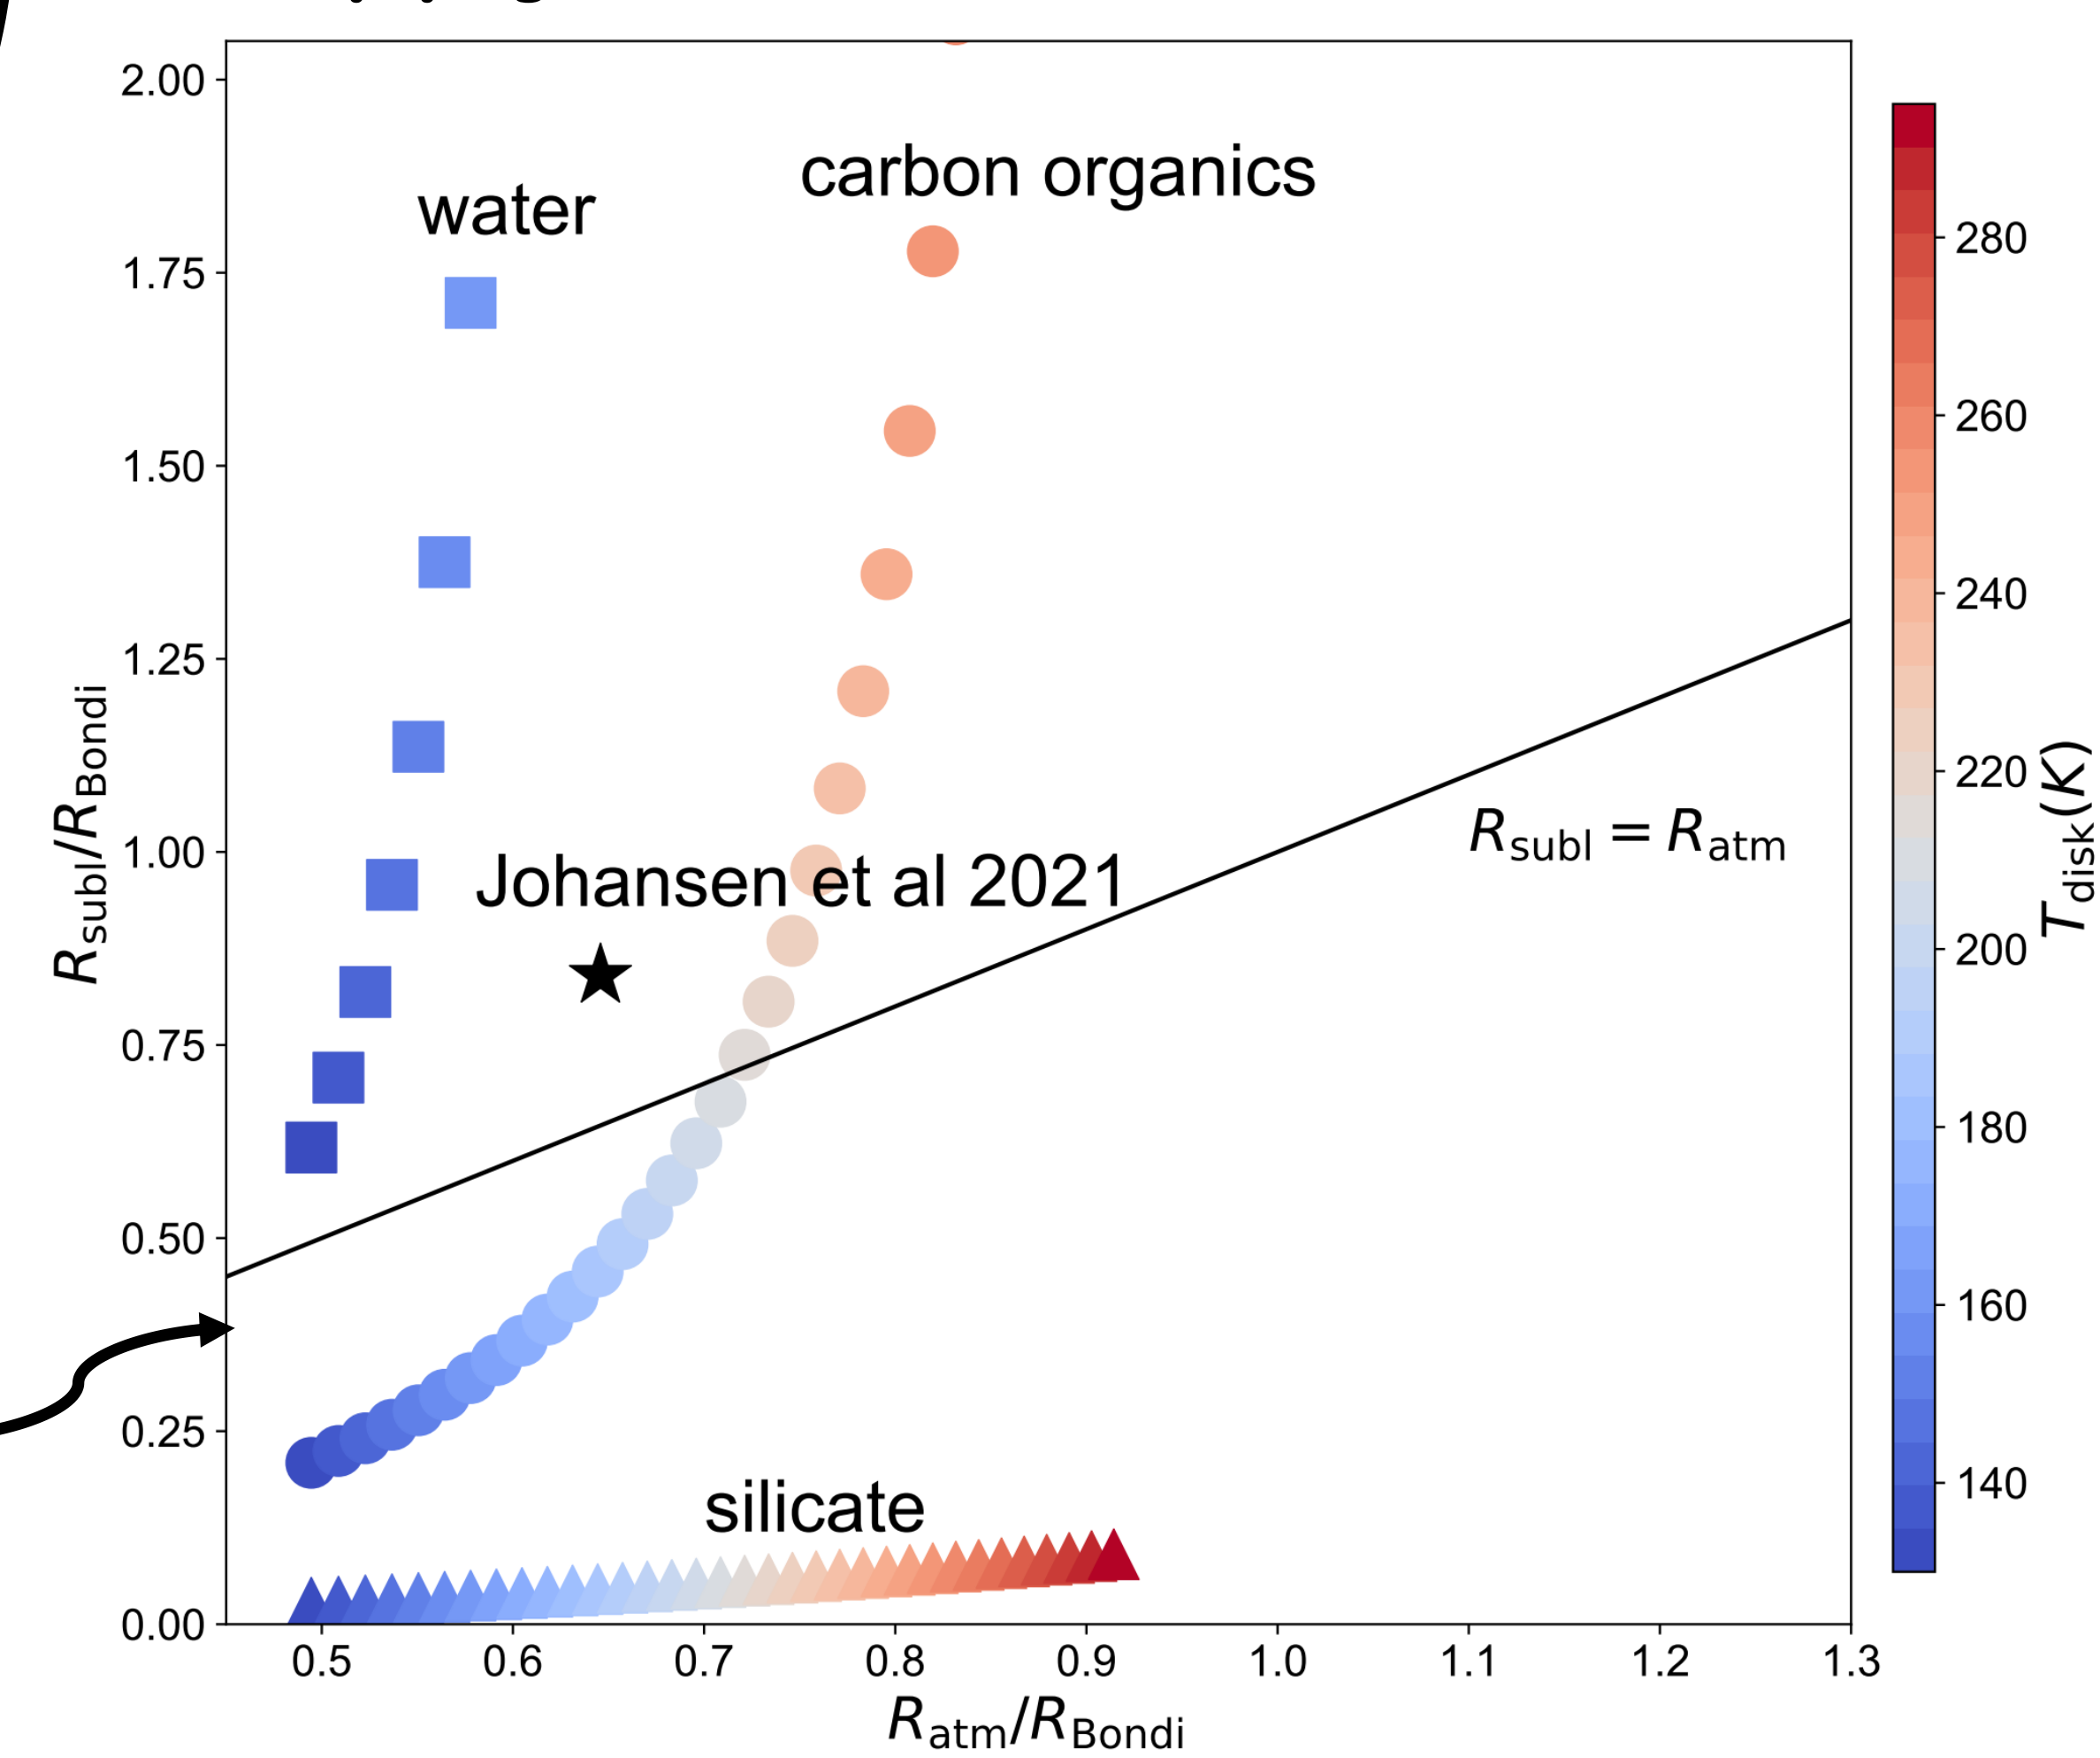 2.00
1.75
1.50
1.25
1.00
0.75
0.50
0.25
0.00
R_subl/R_Bondi
water
carbon organics
Johansen et al 2021
R_subl = R_atm
silicate
0.5 0.6 0.7 0.8 0.9 1.0 1.1 1.2 1.3
R_atm/R_Bondi
280
260
240
220
200
180
160
140
T_disk(K)